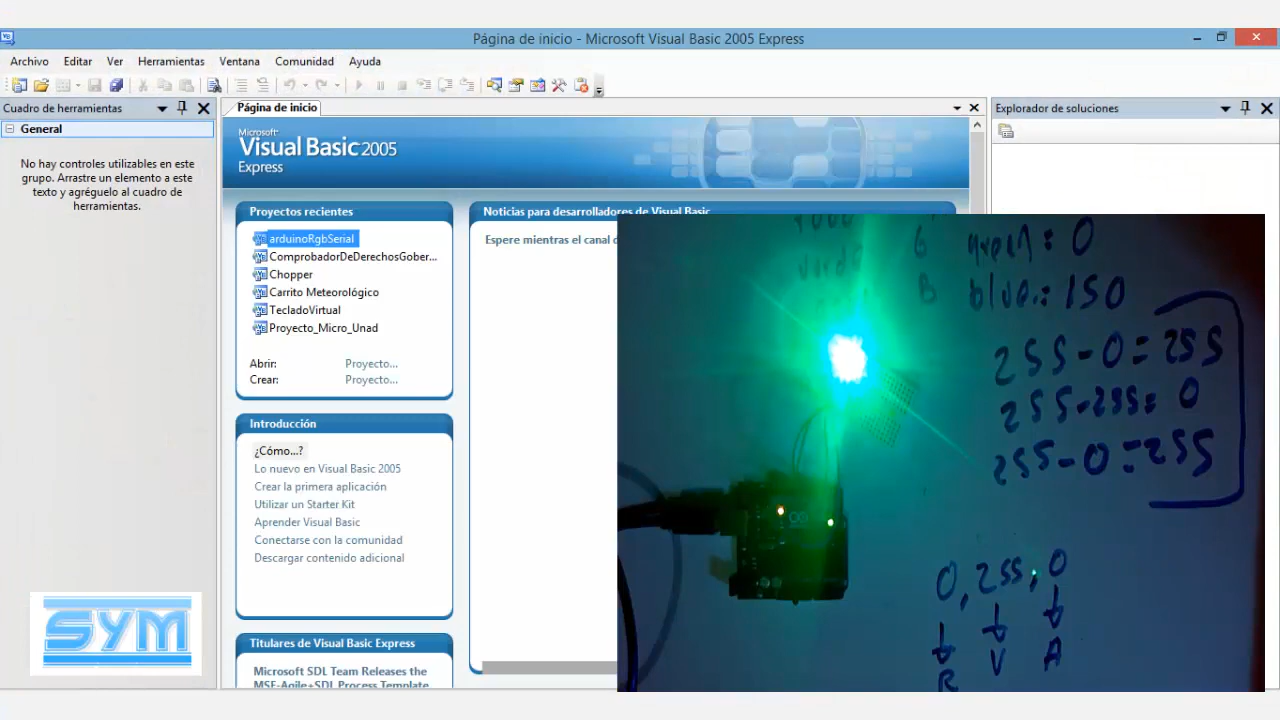 Página de inicio - Microsoft Visual Basic 2005 Express
Archivo Editar Ver Herramientas Ventana Comunidad Ayuda
Cuadro de herramientas
General
No hay controles utilizables en este
grupo. Arrastre un elemento a este
texto y agréguelo al cuadro de
herramientas.
Página de inicio
Microsoft
Visual Basic 2005
Express
Proyectos recientes
arduinoRgbSerial
ComprobadorDeDerechosGober...
Chopper
Carrito Meteorológico
TecladoVirtual
Proyecto_Micro_Unad
Abrir: Proyecto...
Crear: Proyecto...
Introducción
¿Cómo...?
Lo nuevo en Visual Basic 2005
Crear la primera aplicación
Utilizar un Starter Kit
Aprender Visual Basic
Conectarse con la comunidad
Descargar contenido adicional
Titulares de Visual Basic Express
Microsoft SDL Team Releases the
MSF-Agile+SDL Process Template
Noticias para desarrolladores de Visual Basic
Espere mientras el canal d
Explorador de soluciones
G green: 0
B blue: 150
255-0=255
255-255=0
255-0=255
0, 255, 0
R V A
SYM